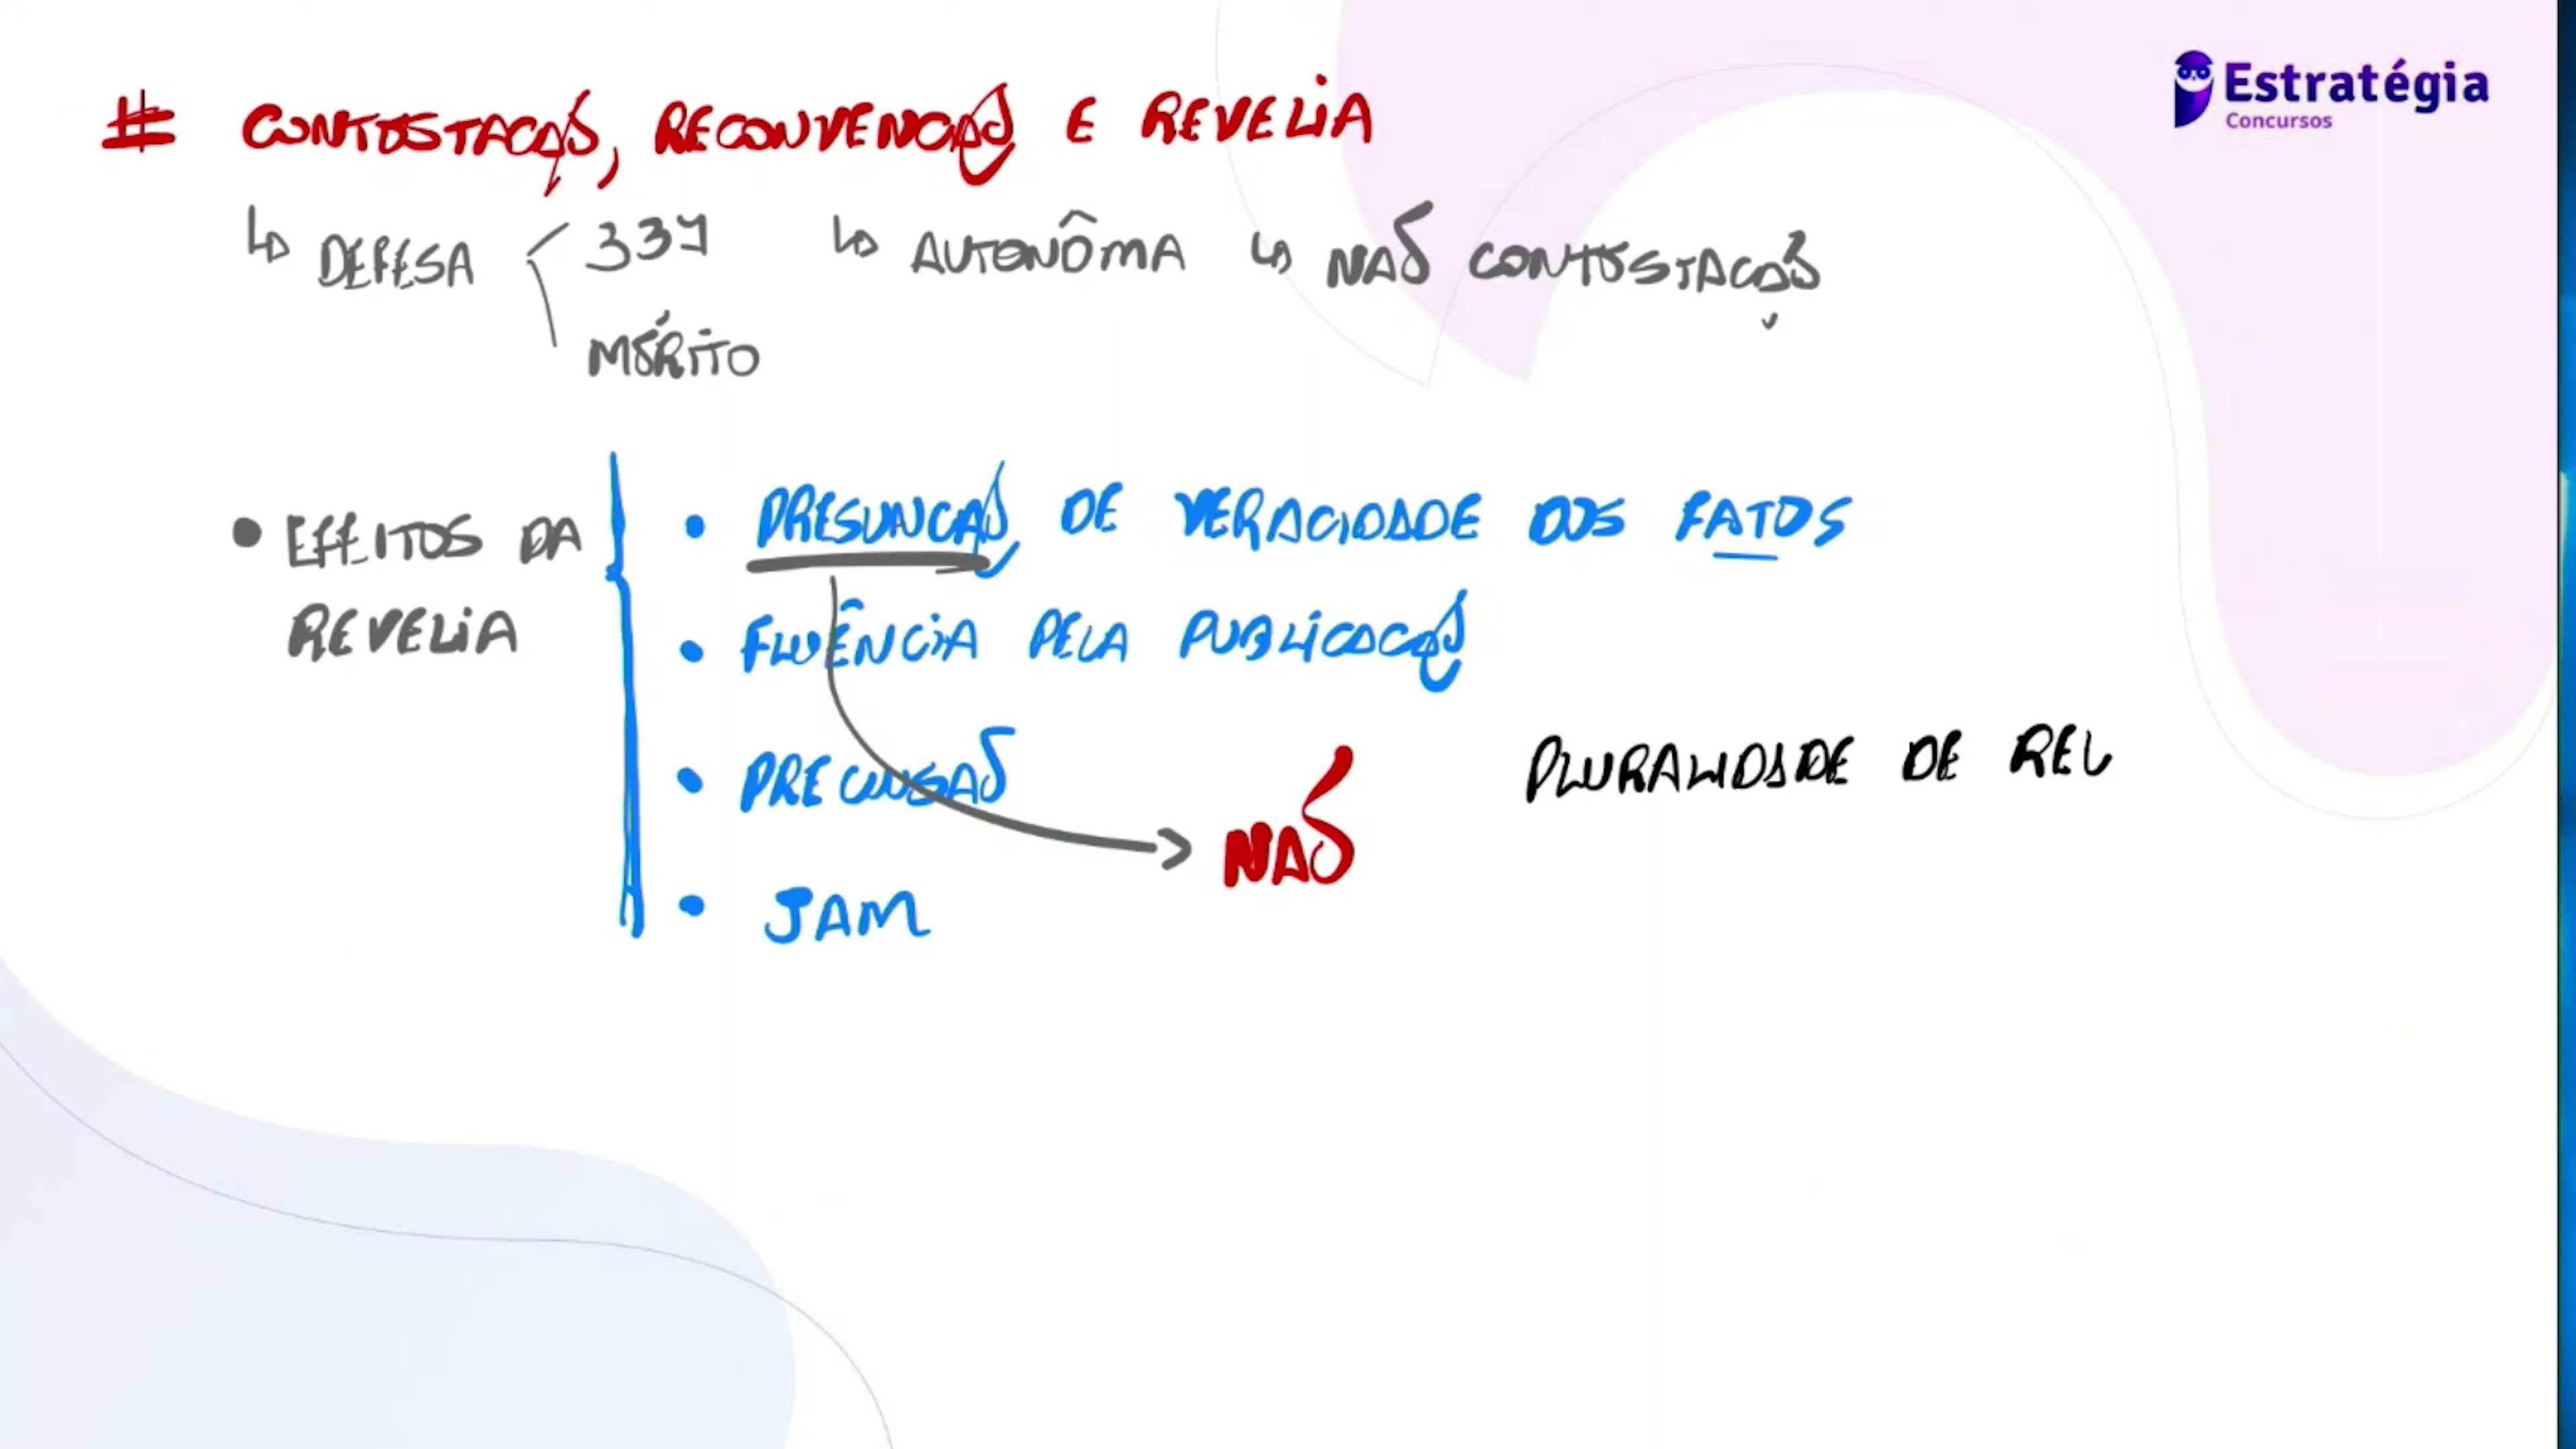 Estratégia
Concursos
# CONTESTAÇÃO, RECONVENÇÃO E REVELIA
↳ DEFESA < 337 ↳ AUTONÔMA ↳ NÃO CONTESTAÇÃO
MÉRITO
• EFEITOS DA
REVELIA
• PRESUNÇÃO DE VERACIDADE DOS FATOS
• FLUÊNCIA PELA PUBLICAÇÃO
• PRECLUSÃO
• JAM
NÃO
PLURALIDADE DE REU